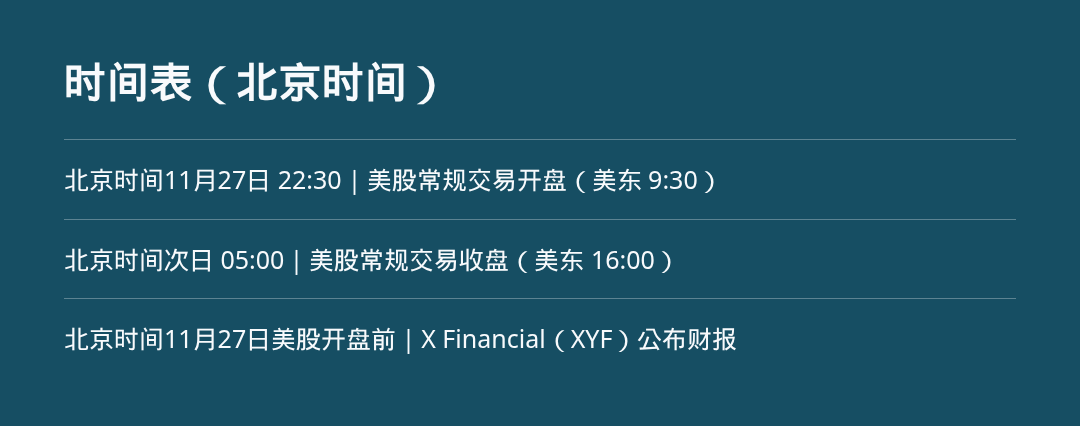 时间表（北京时间）
北京时间11月27日 22:30 | 美股常规交易开盘（美东 9:30）
北京时间次日 05:00 | 美股常规交易收盘（美东 16:00）
北京时间11月27日美股开盘前 | X Financial（XYF）公布财报